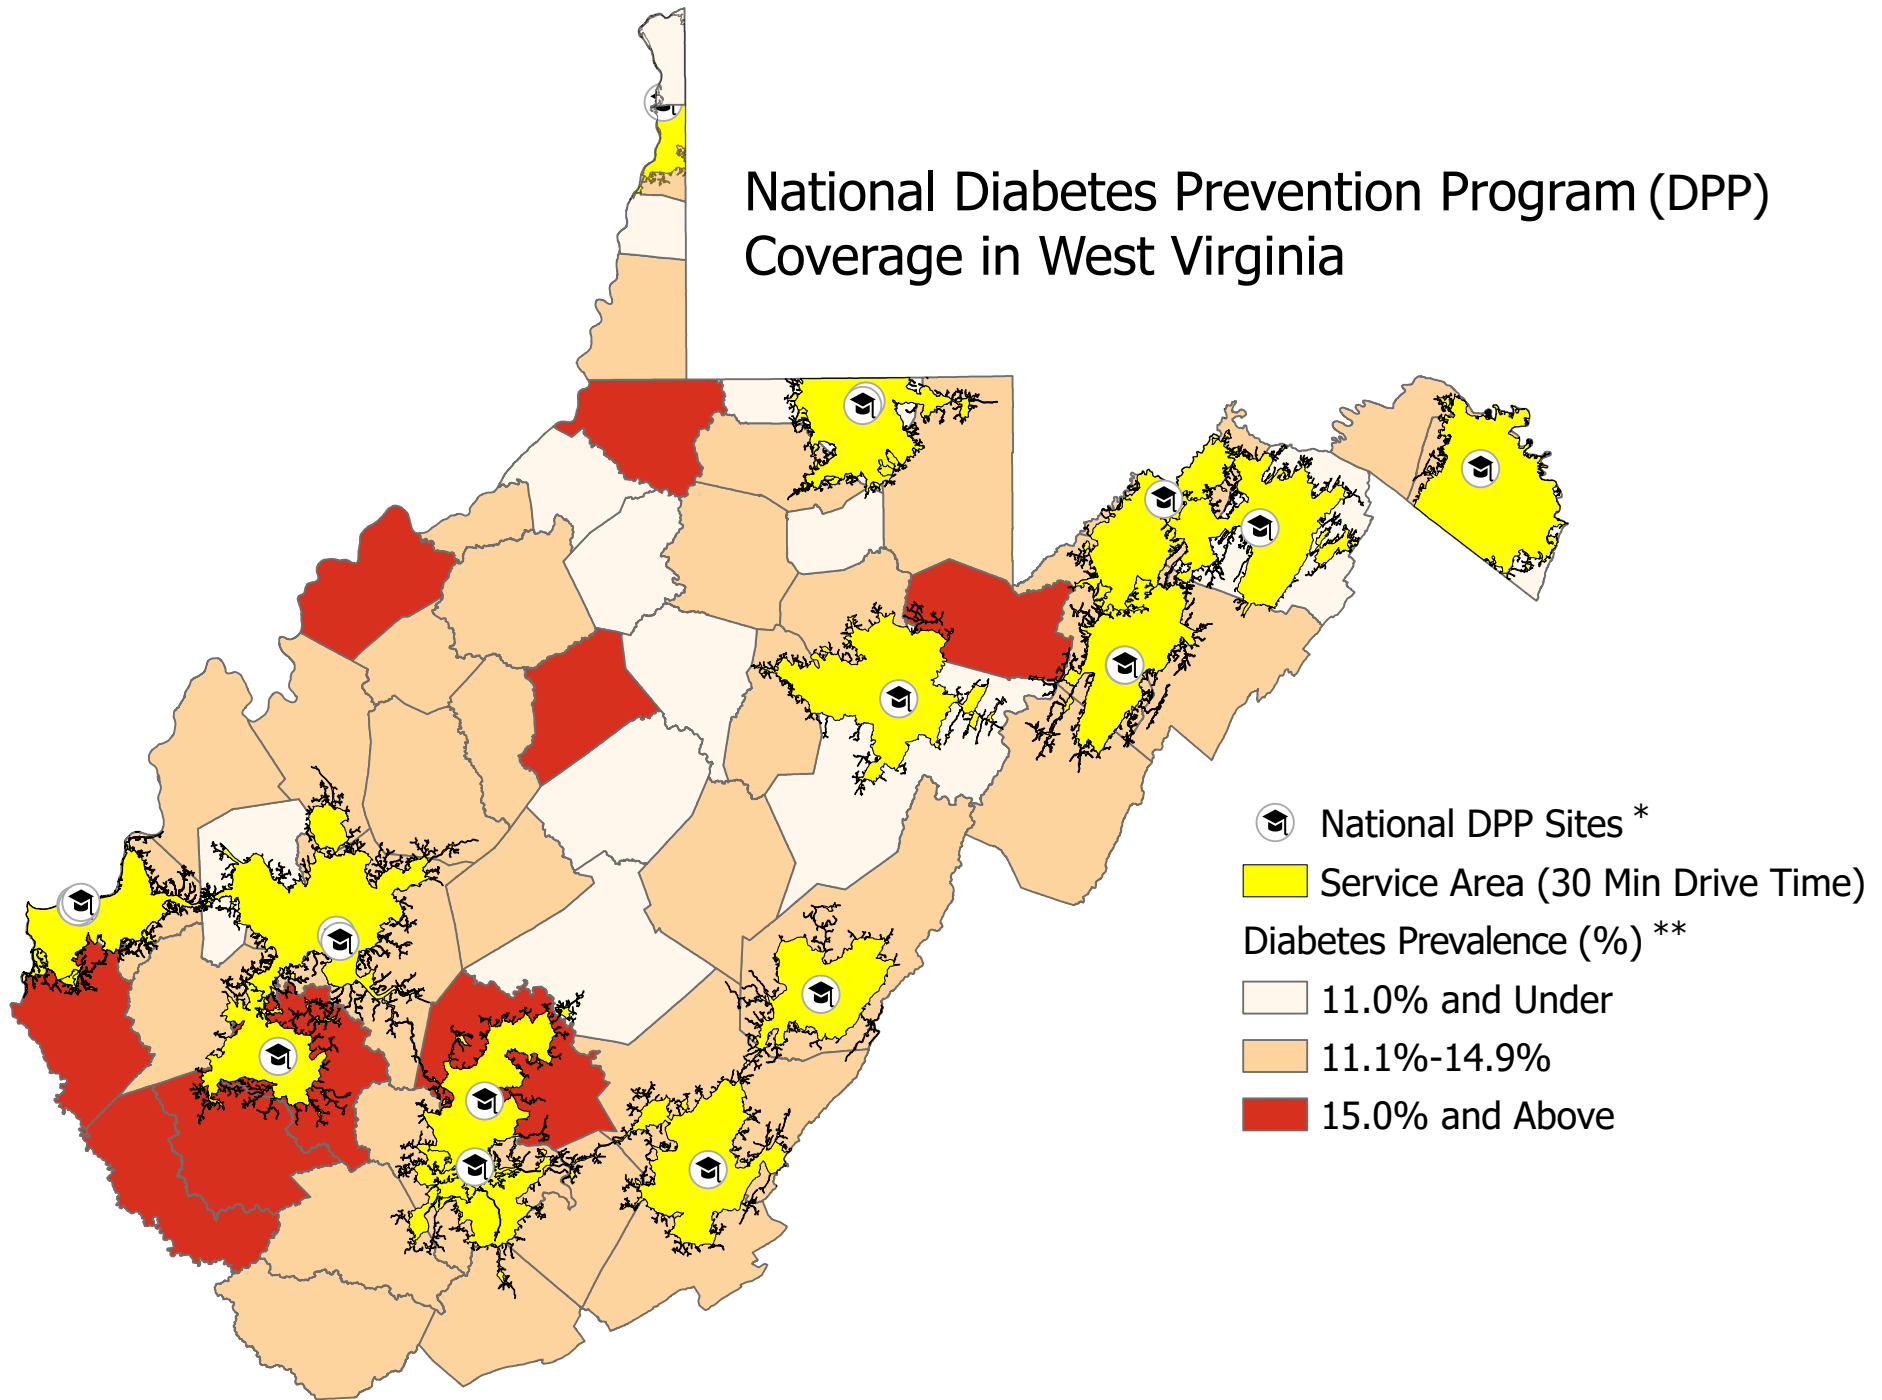 National Diabetes Prevention Program (DPP)
Coverage in West Virginia
National DPP Sites *
Service Area (30 Min Drive Time)
Diabetes Prevalence (%) **
11.0% and Under
11.1%-14.9%
15.0% and Above